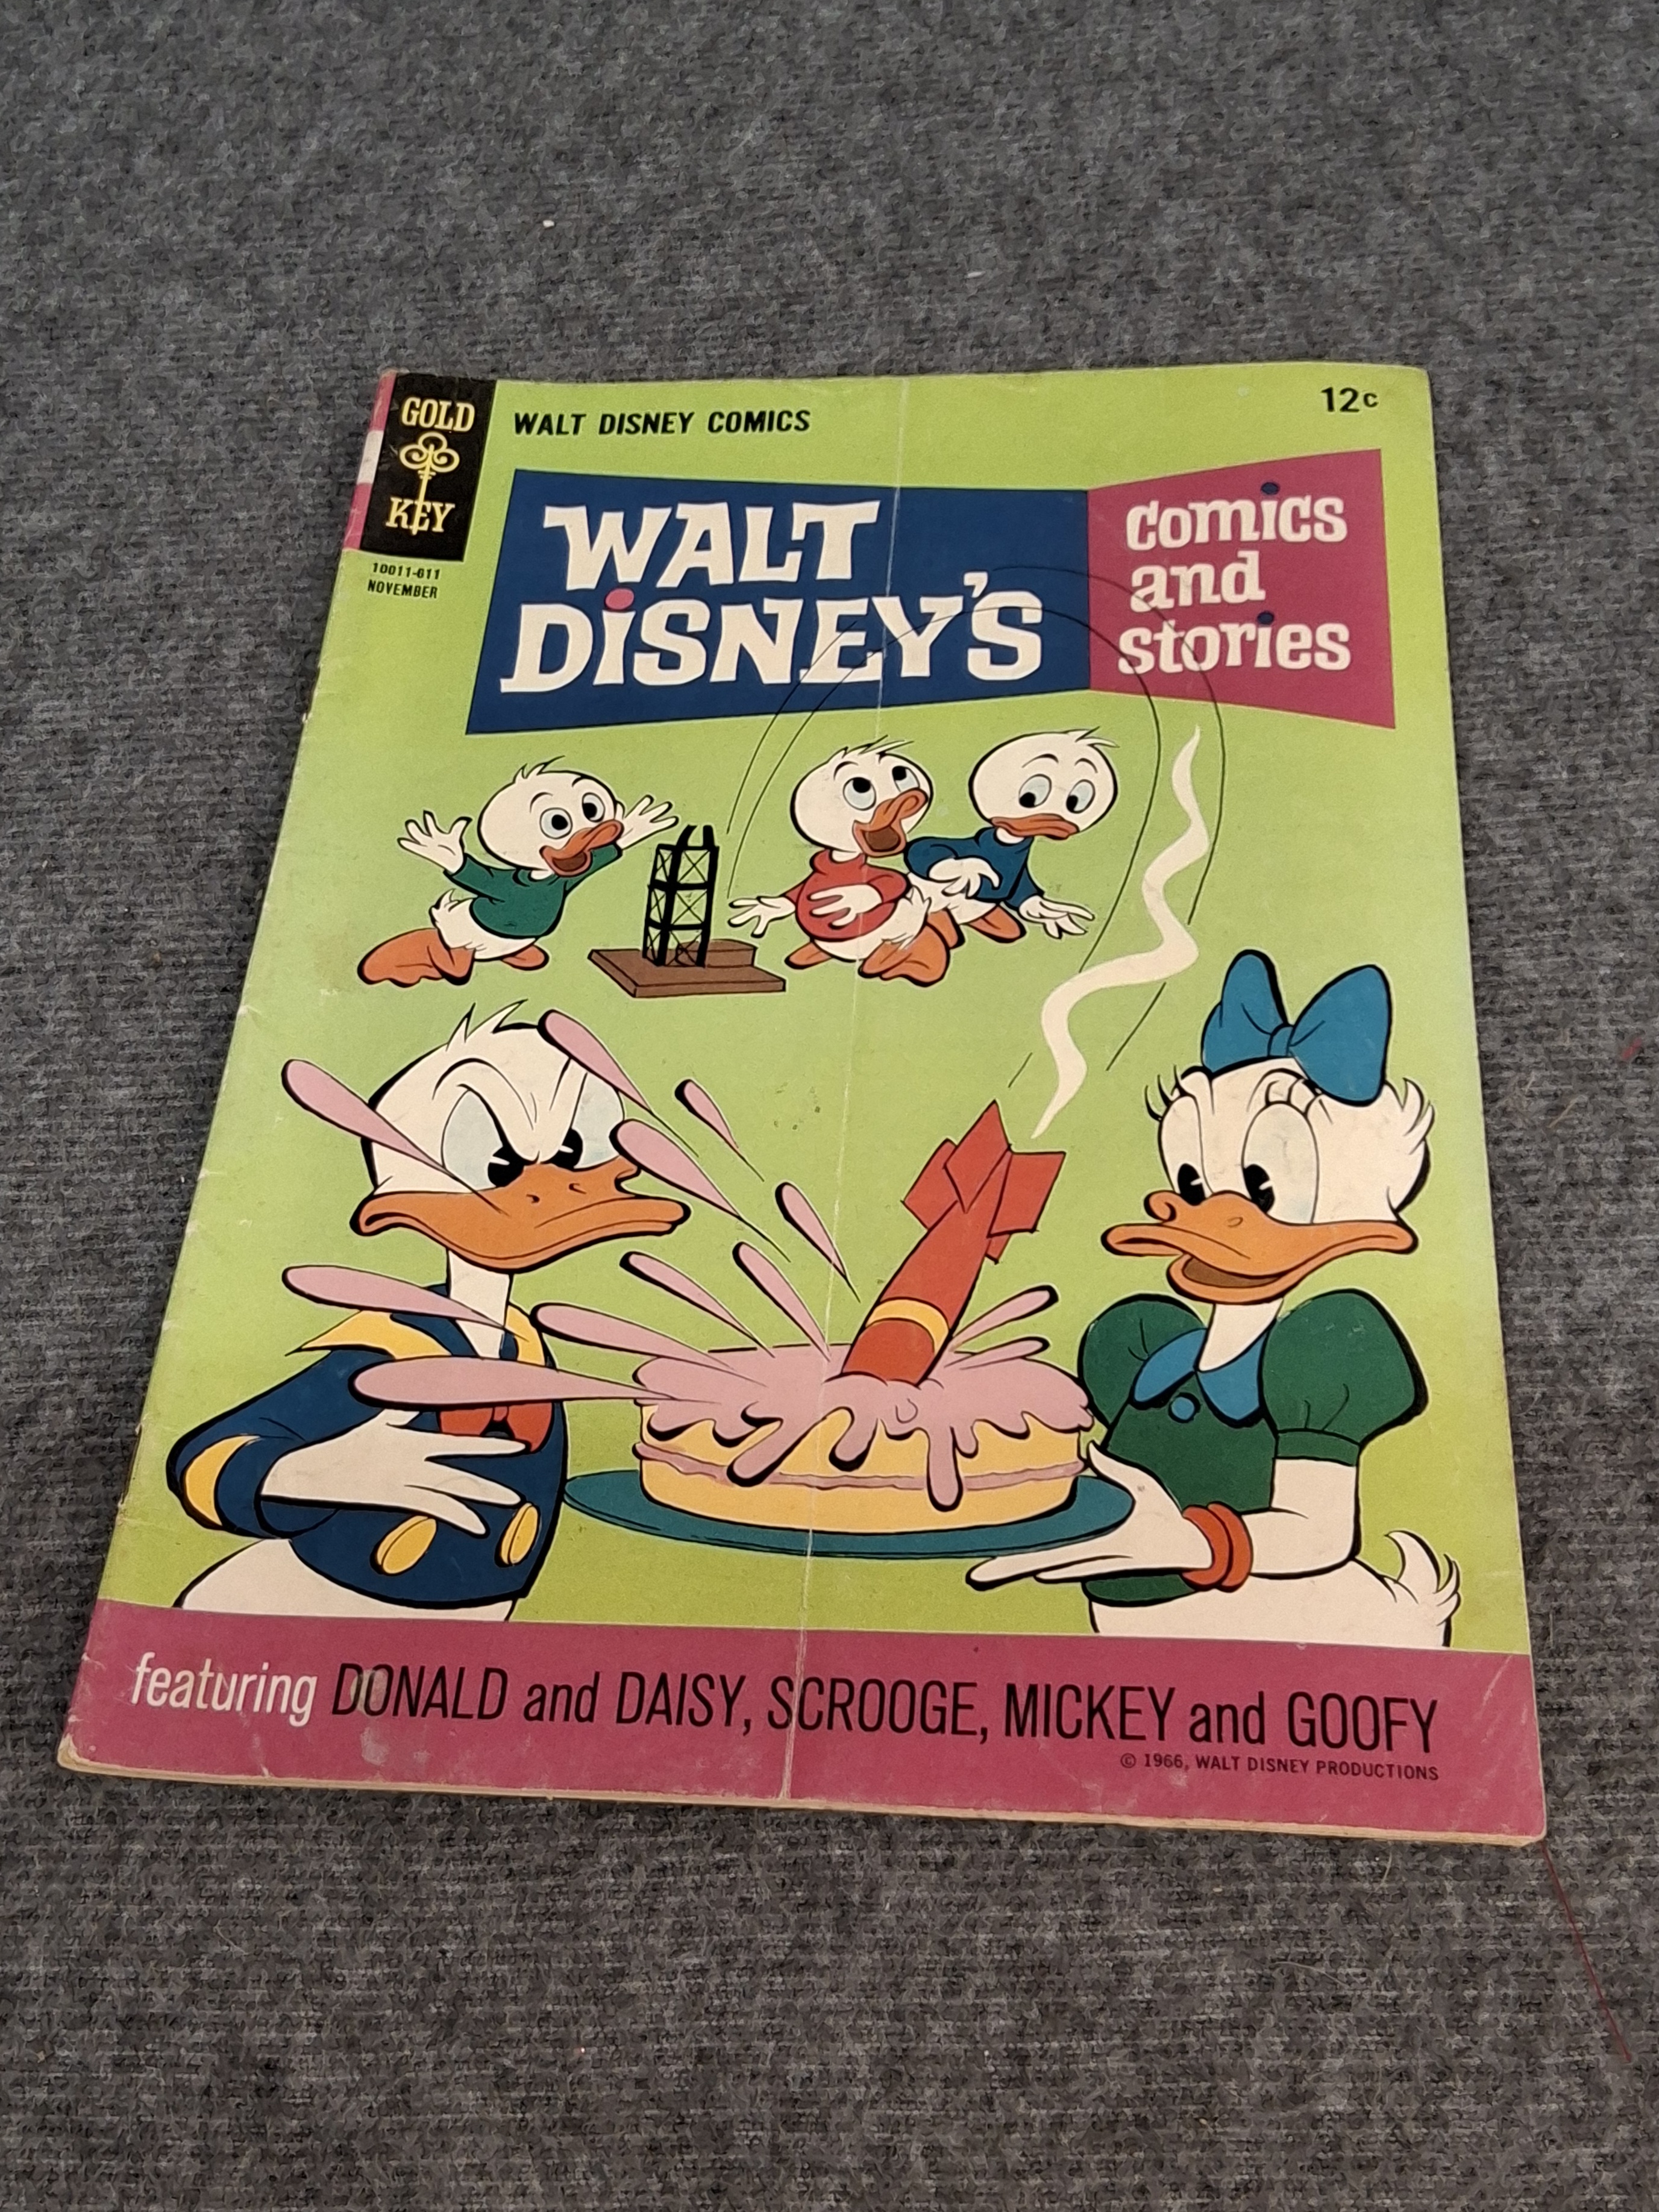 GOLD
KEY
10011-611
NOVEMBER
WALT DISNEY COMICS
12c
WALT
DiSNEY'S
Comics
and
stories
featuring DONALD and DAISY, SCROOGE, MICKEY and GOOFY
© 1966, WALT DISNEY PRODUCTIONS